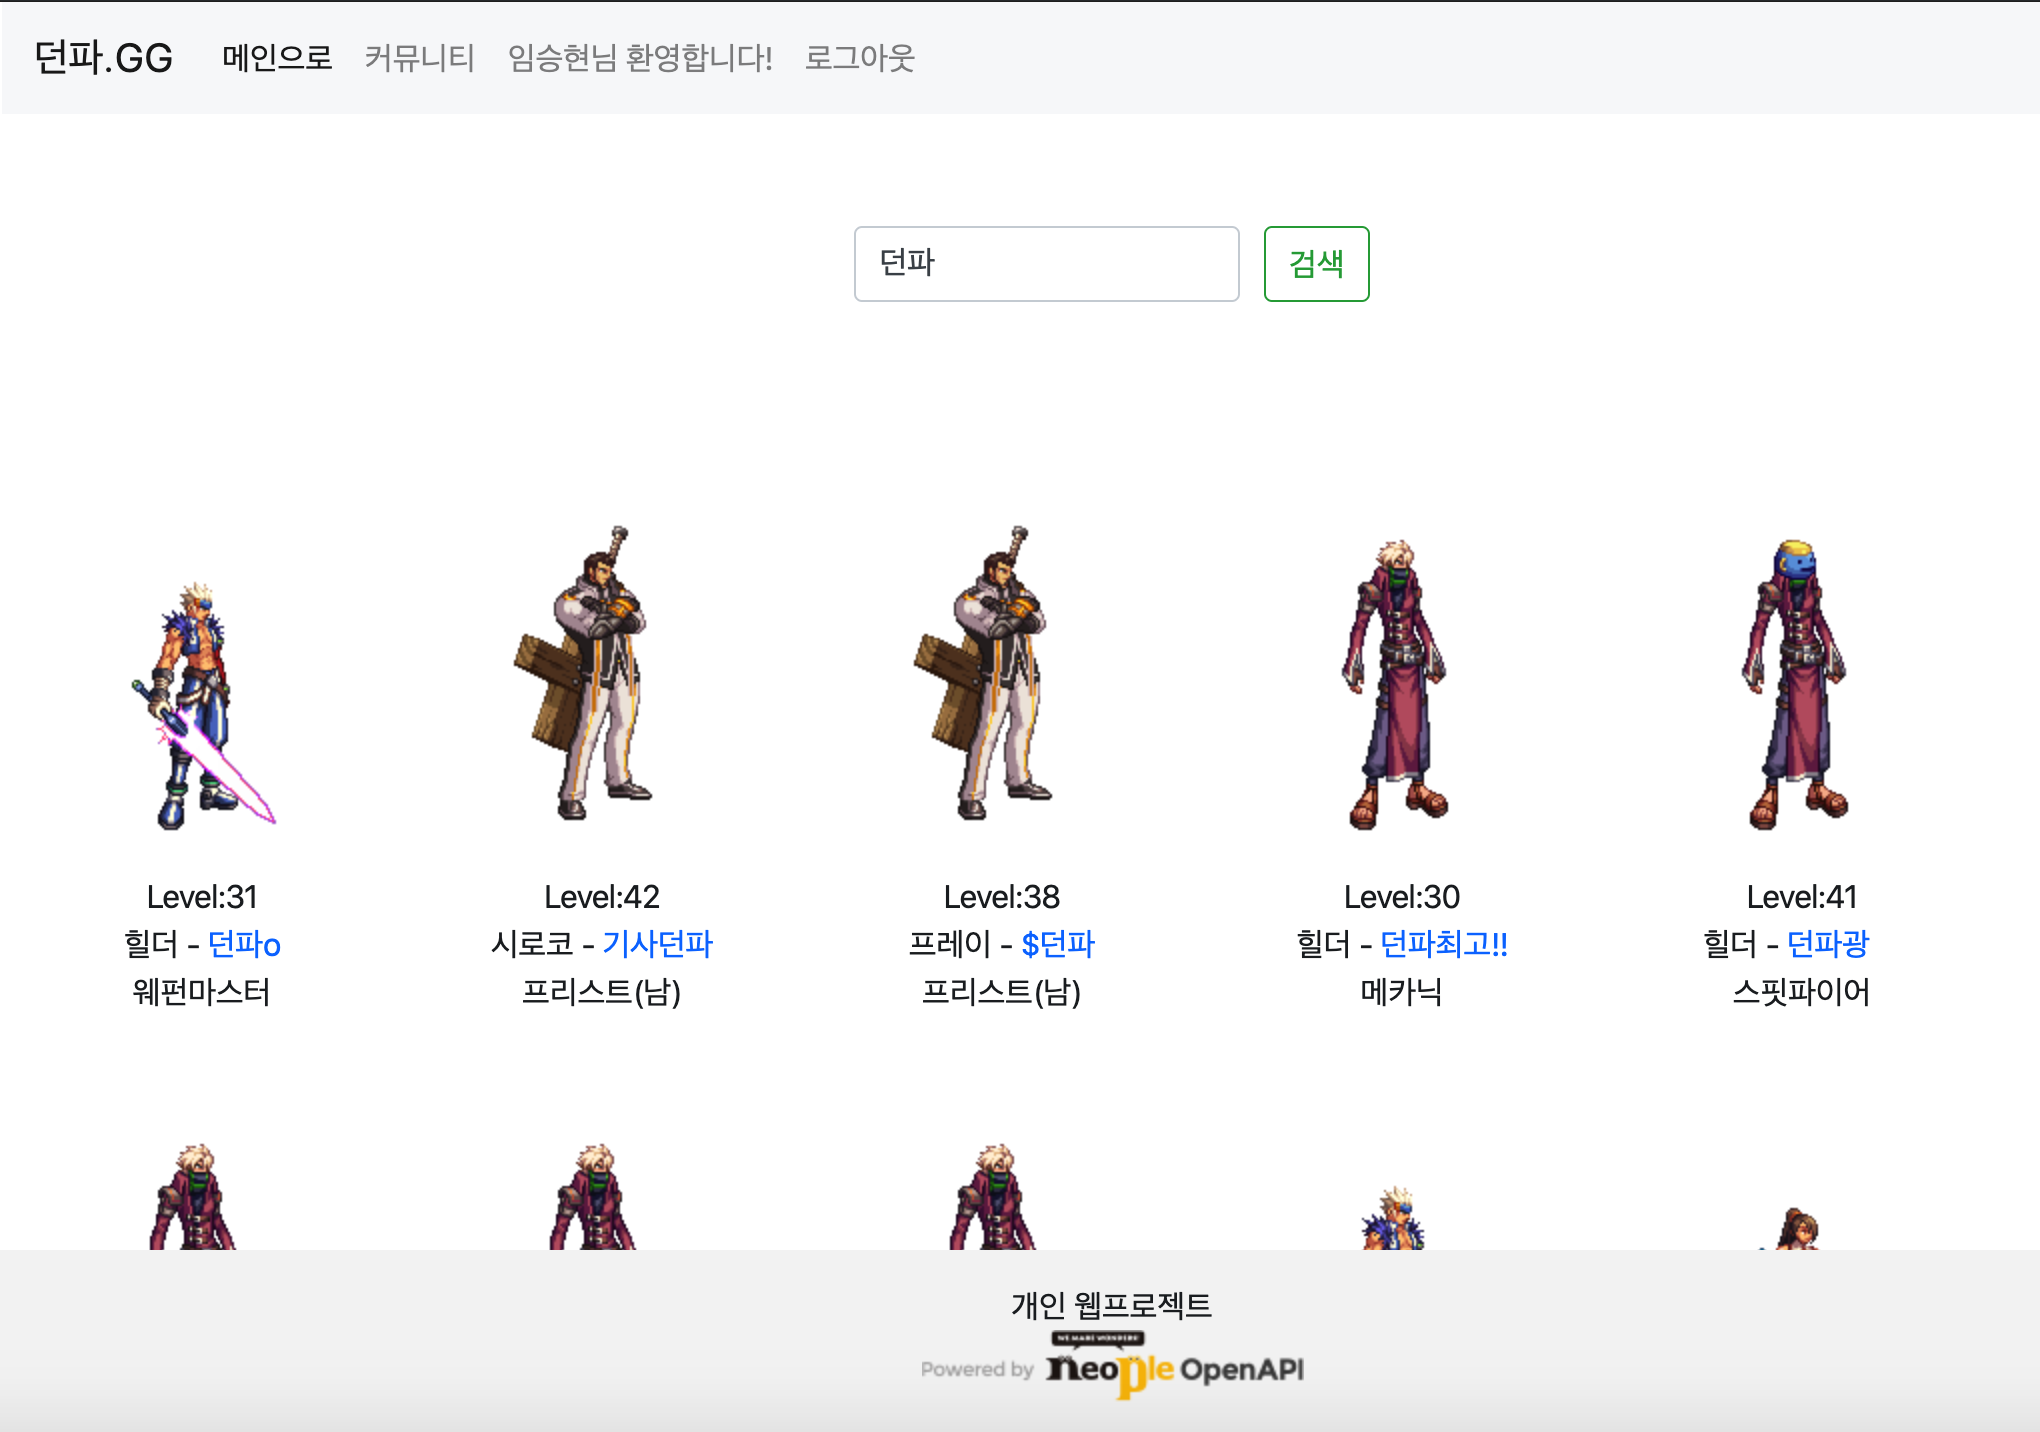 던파.GG 메인으로 커뮤니티 임승현님 환영합니다! 로그아웃
던파 검색
Level:31
힐더 - 던파o
웨펀마스터
Level:42
시로코 - 기사던파
프리스트(남)
Level:38
프레이 - $던파
프리스트(남)
Level:30
힐더 - 던파최고!!
메카닉
Level:41
힐더 - 던파광
스핏파이어
개인 웹프로젝트
WE MAKE WONDERS!
Powered by neople OpenAPI